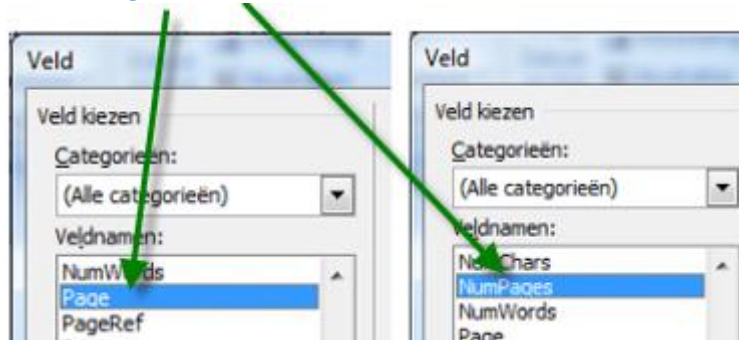 Veld
Veld kiezen
Categorieën:
(Alle categorieën)
Veldnamen:
NumWords
Page
PageRef
Veld
Veld kiezen
Categorieën:
(Alle categorieën)
Veldnamen:
NumChars
NumPages
NumWords
Page